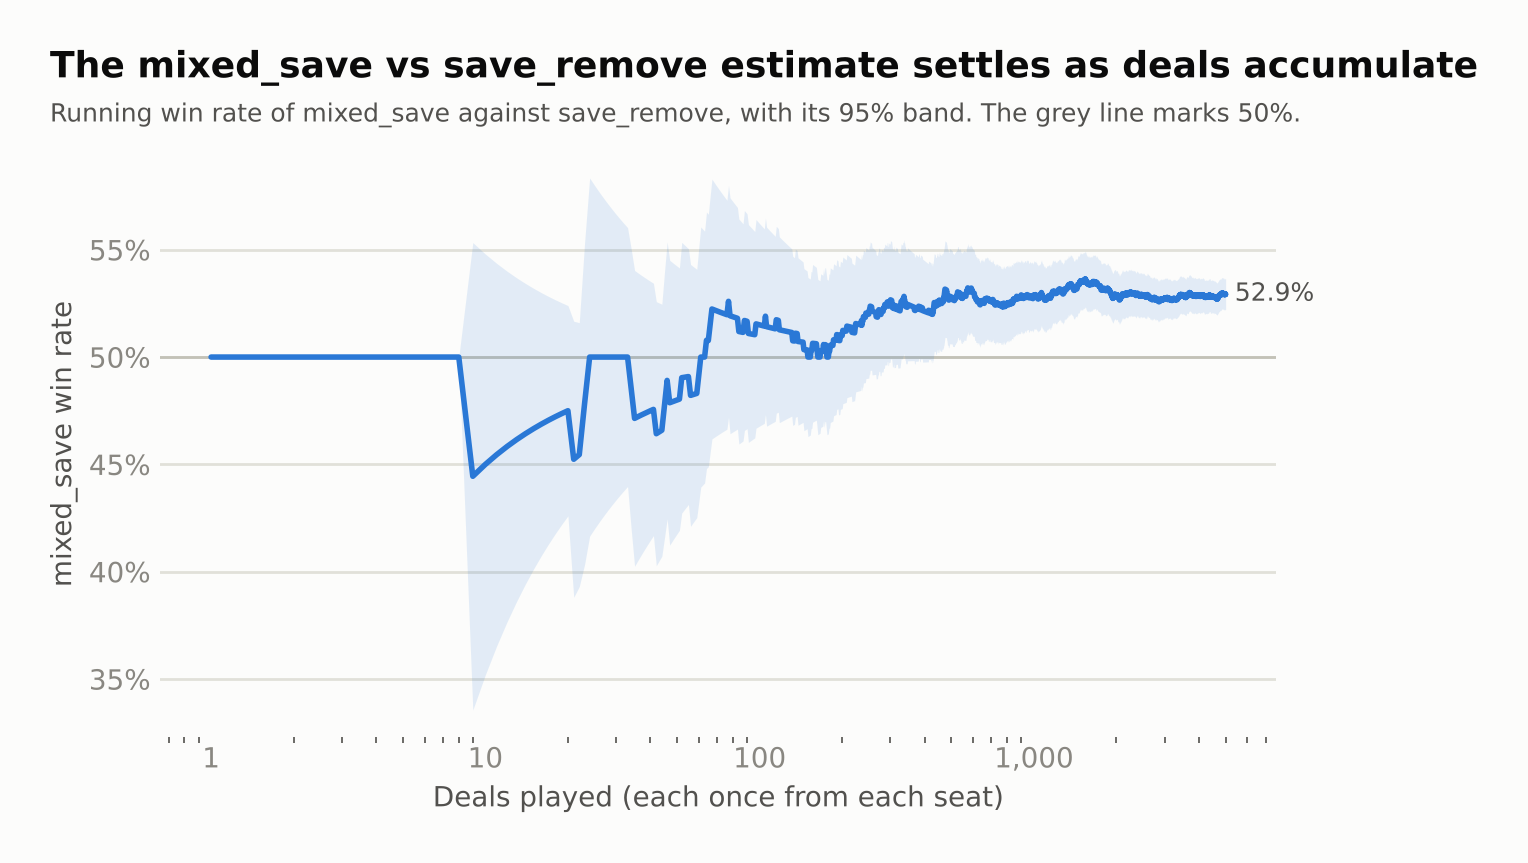 The mixed_save vs save_remove estimate settles as deals accumulate
Running win rate of mixed_save against save_remove, with its 95% band. The grey line marks 50%.
55%
50%
45%
40%
35%
mixed_save win rate
52.9%
1 10 100 1,000
Deals played (each once from each seat)